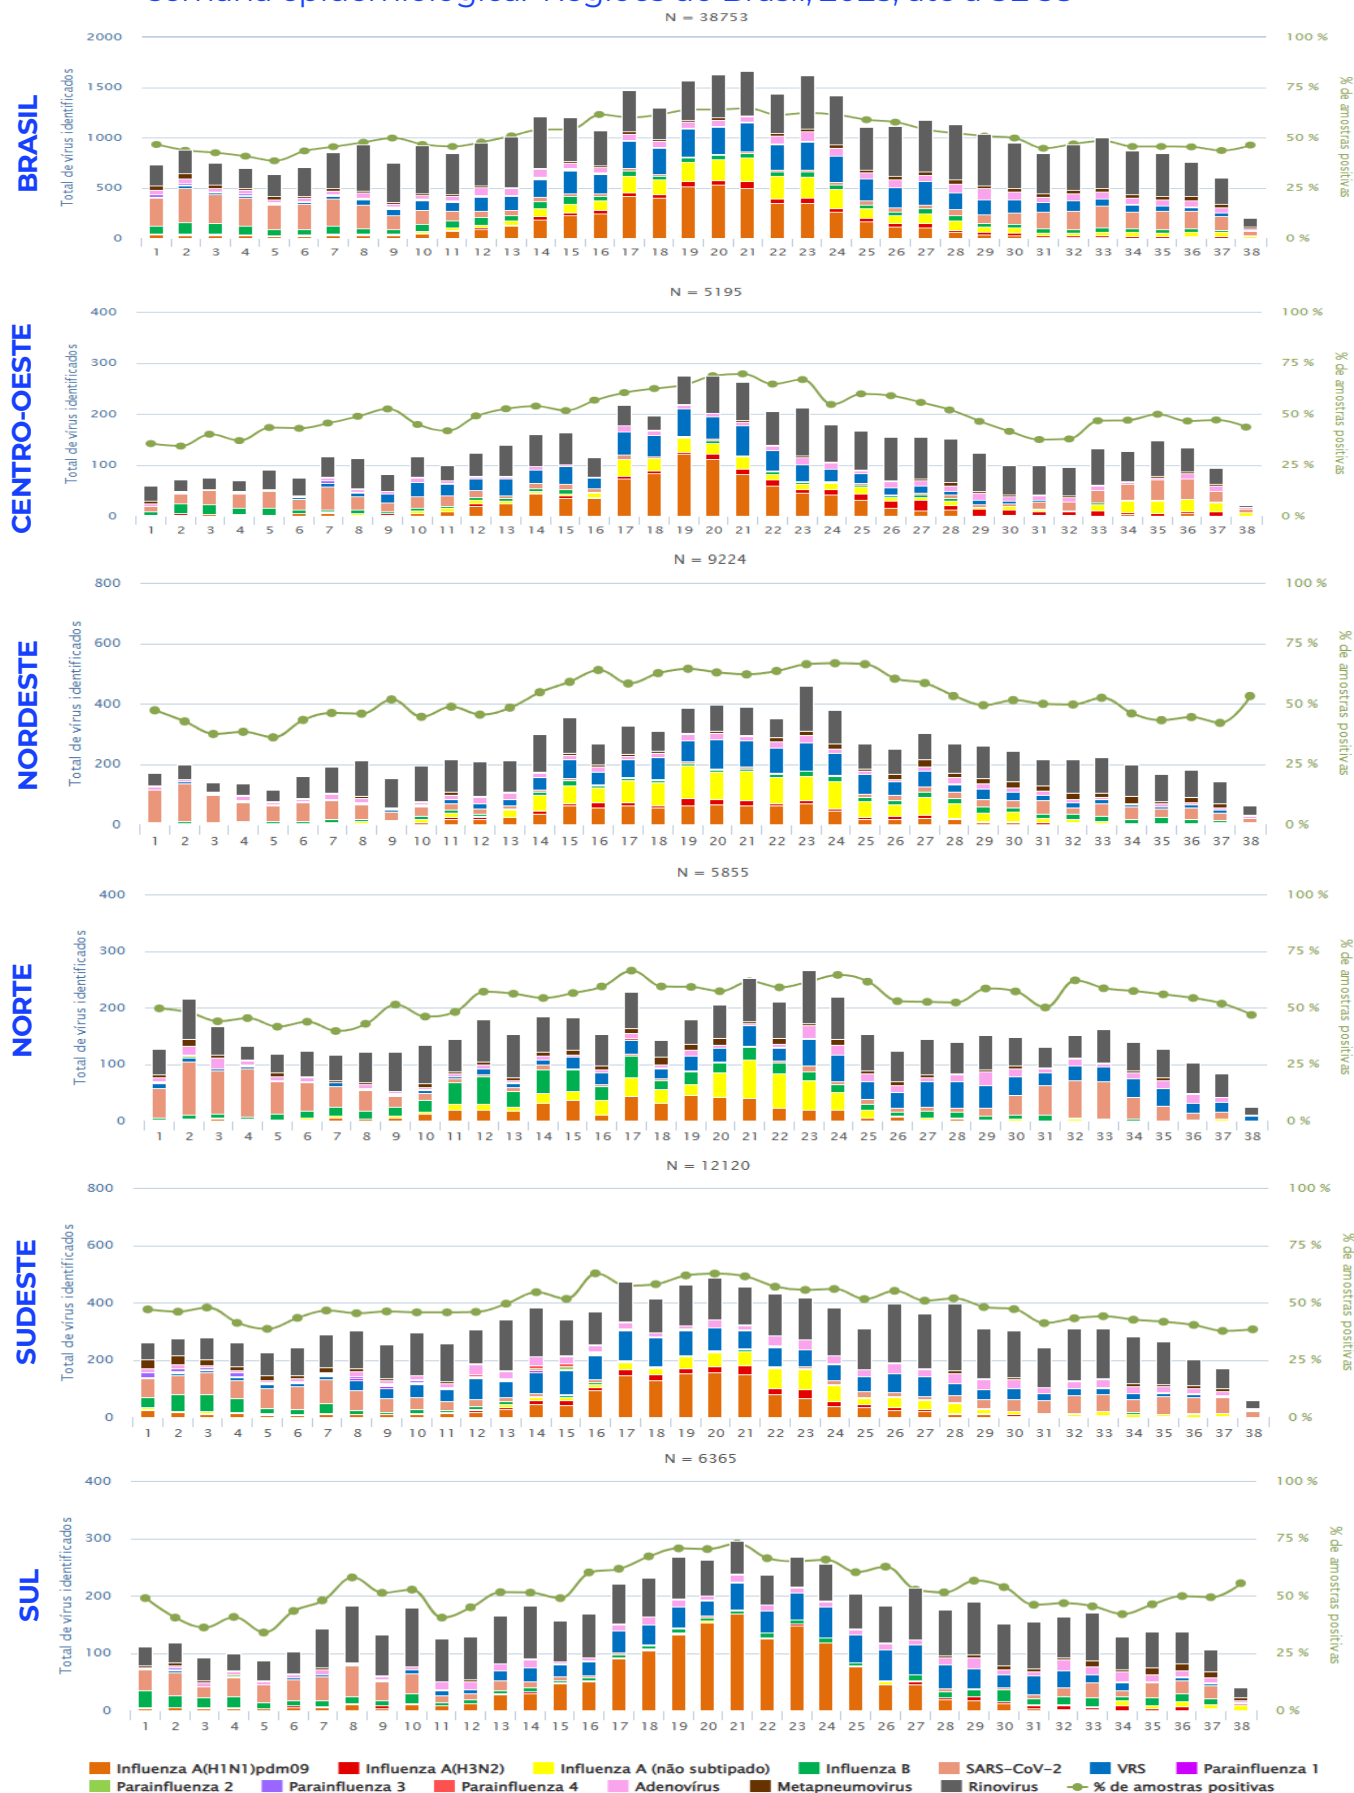 semana epidemiológica. Regiões do Brasil, 2025, até a SE 38
N = 38753
BRASIL
Total de vírus identificados
2000
1500
1000
500
0
100 %
75 %
50 %
25 %
0 %
% de amostras positivas
1 2 3 4 5 6 7 8 9 10 11 12 13 14 15 16 17 18 19 20 21 22 23 24 25 26 27 28 29 30 31 32 33 34 35 36 37 38
N = 5195
CENTRO-OESTE
Total de vírus identificados
400
300
200
100
0
100 %
75 %
50 %
25 %
0 %
% de amostras positivas
1 2 3 4 5 6 7 8 9 10 11 12 13 14 15 16 17 18 19 20 21 22 23 24 25 26 27 28 29 30 31 32 33 34 35 36 37 38
N = 9224
NORDESTE
Total de vírus identificados
800
600
400
200
0
100 %
75 %
50 %
25 %
0 %
% de amostras positivas
1 2 3 4 5 6 7 8 9 10 11 12 13 14 15 16 17 18 19 20 21 22 23 24 25 26 27 28 29 30 31 32 33 34 35 36 37 38
N = 5855
NORTE
Total de vírus identificados
400
300
200
100
0
100 %
75 %
50 %
25 %
0 %
% de amostras positivas
1 2 3 4 5 6 7 8 9 10 11 12 13 14 15 16 17 18 19 20 21 22 23 24 25 26 27 28 29 30 31 32 33 34 35 36 37 38
N = 12120
SUDESTE
Total de vírus identificados
800
600
400
200
0
100 %
75 %
50 %
25 %
0 %
% de amostras positivas
1 2 3 4 5 6 7 8 9 10 11 12 13 14 15 16 17 18 19 20 21 22 23 24 25 26 27 28 29 30 31 32 33 34 35 36 37 38
N = 6365
SUL
Total de vírus identificados
400
300
200
100
0
100 %
75 %
50 %
25 %
0 %
% de amostras positivas
1 2 3 4 5 6 7 8 9 10 11 12 13 14 15 16 17 18 19 20 21 22 23 24 25 26 27 28 29 30 31 32 33 34 35 36 37 38
Influenza A(H1N1)pdm09 Influenza A(H3N2) Influenza A (não subtipado) Influenza B SARS-CoV-2 VRS Parainfluenza 1
Parainfluenza 2 Parainfluenza 3 Parainfluenza 4 Adenovírus Metapneumovirus Rinovirus % de amostras positivas